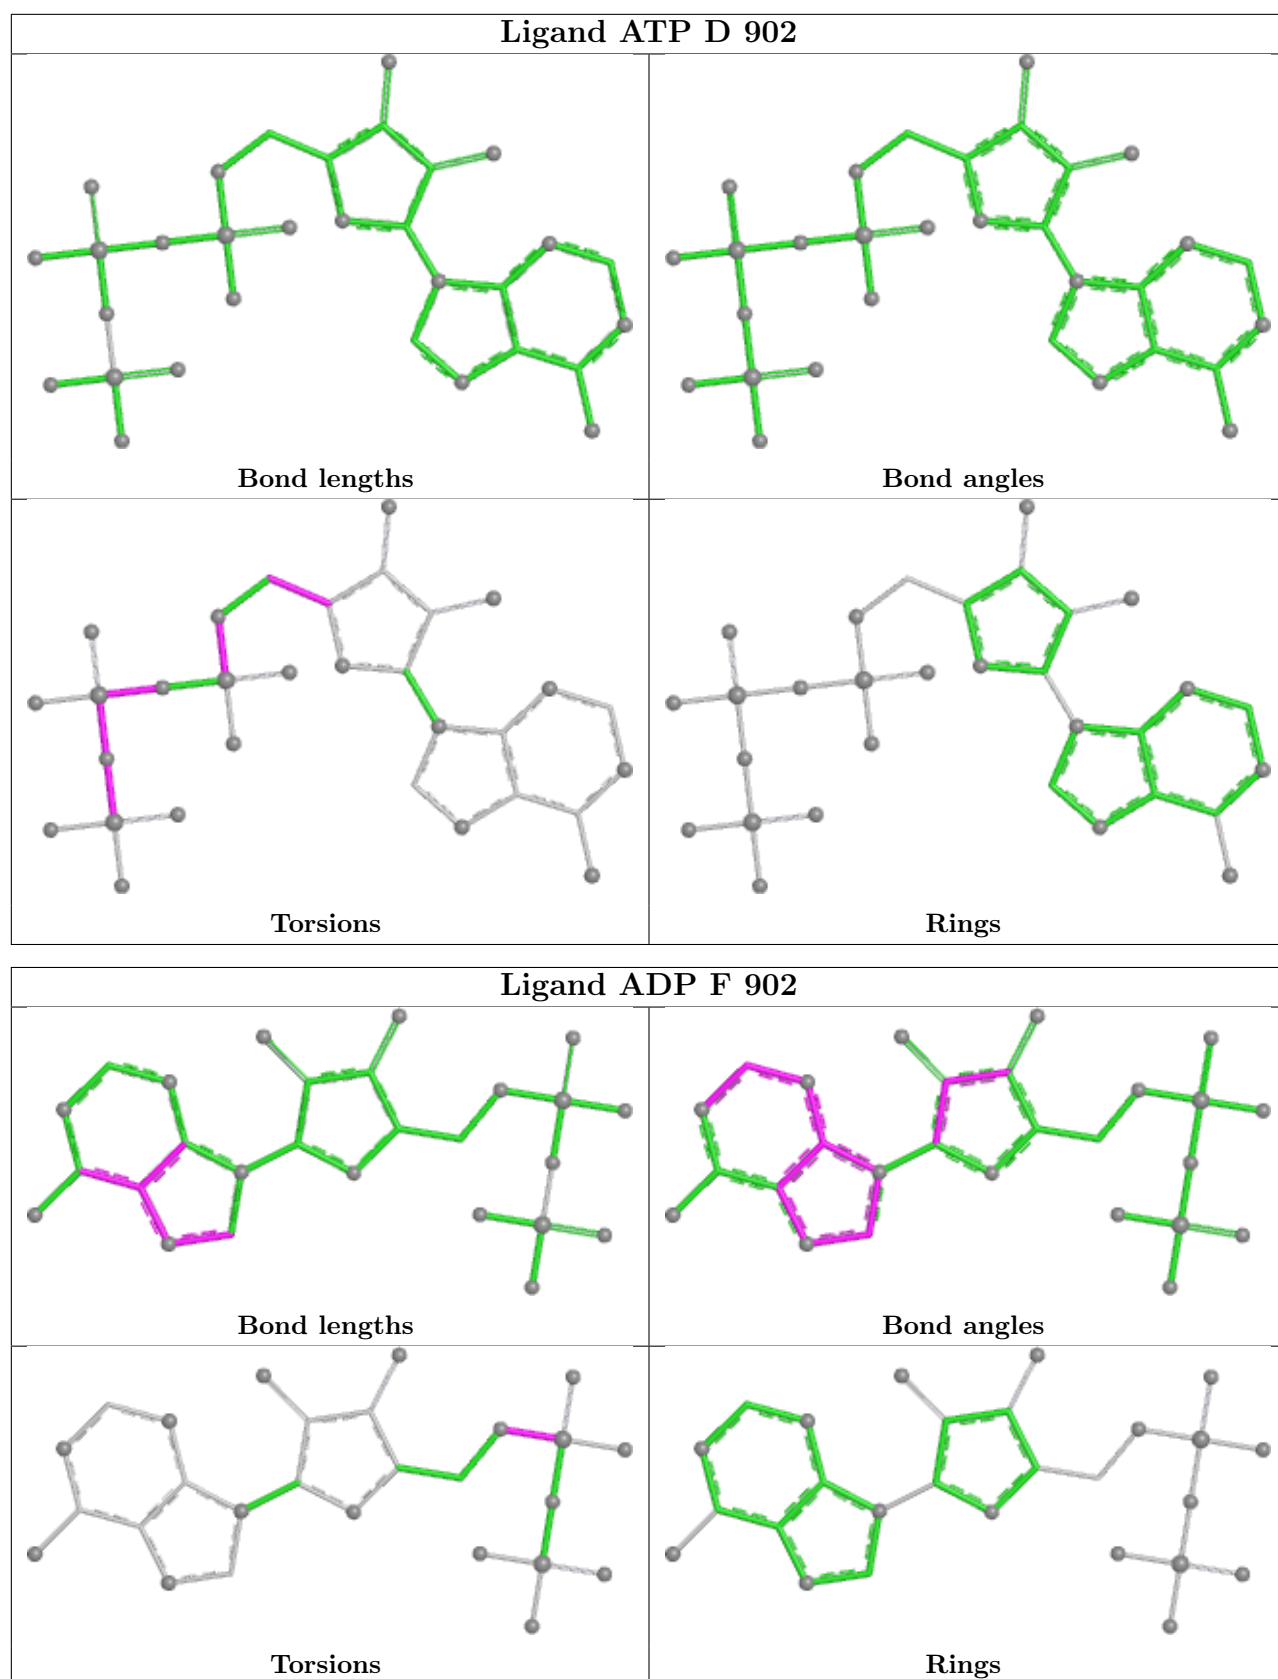 Ligand ATP D 902
Bond lengths
Bond angles
Torsions
Rings
Ligand ADP F 902
Bond lengths
Bond angles
Torsions
Rings